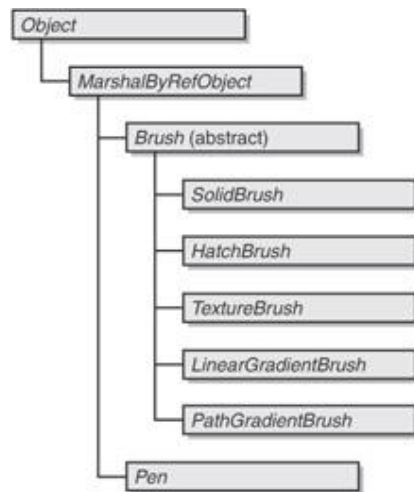 Object
MarshalByRefObject
Brush (abstract)
SolidBrush
HatchBrush
TextureBrush
LinearGradientBrush
PathGradientBrush
Pen